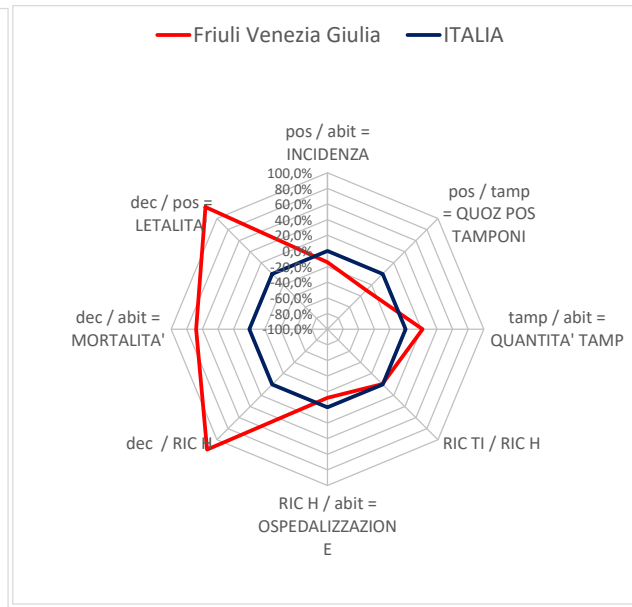 Friuli Venezia Giulia
ITALIA
pos / abit =
INCIDENZA
100,0%
80,0%
60,0%
40,0%
20,0%
0,0%
-20,0%
-40,0%
-60,0%
-80,0%
-100,0%
pos / tamp
= QUOZ POS
TAMPONI
tamp / abit =
QUANTITA' TAMP
RIC TI / RIC H
RIC H / abit =
OSPEDALIZZAZION
E
dec / RIC H
dec / abit =
MORTALITA'
dec / pos =
LETALITA'